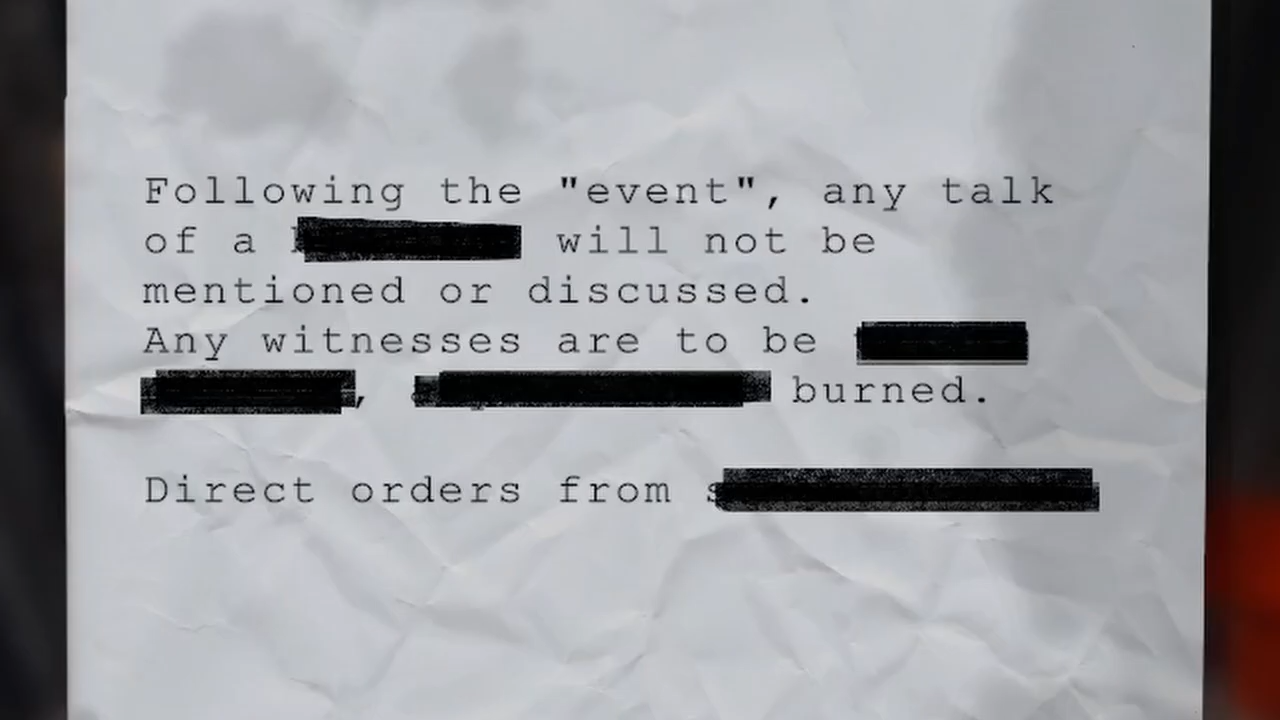 Following the "event", any talk
of a will not be
mentioned or discussed.
Any witnesses are to be
, burned.
Direct orders from